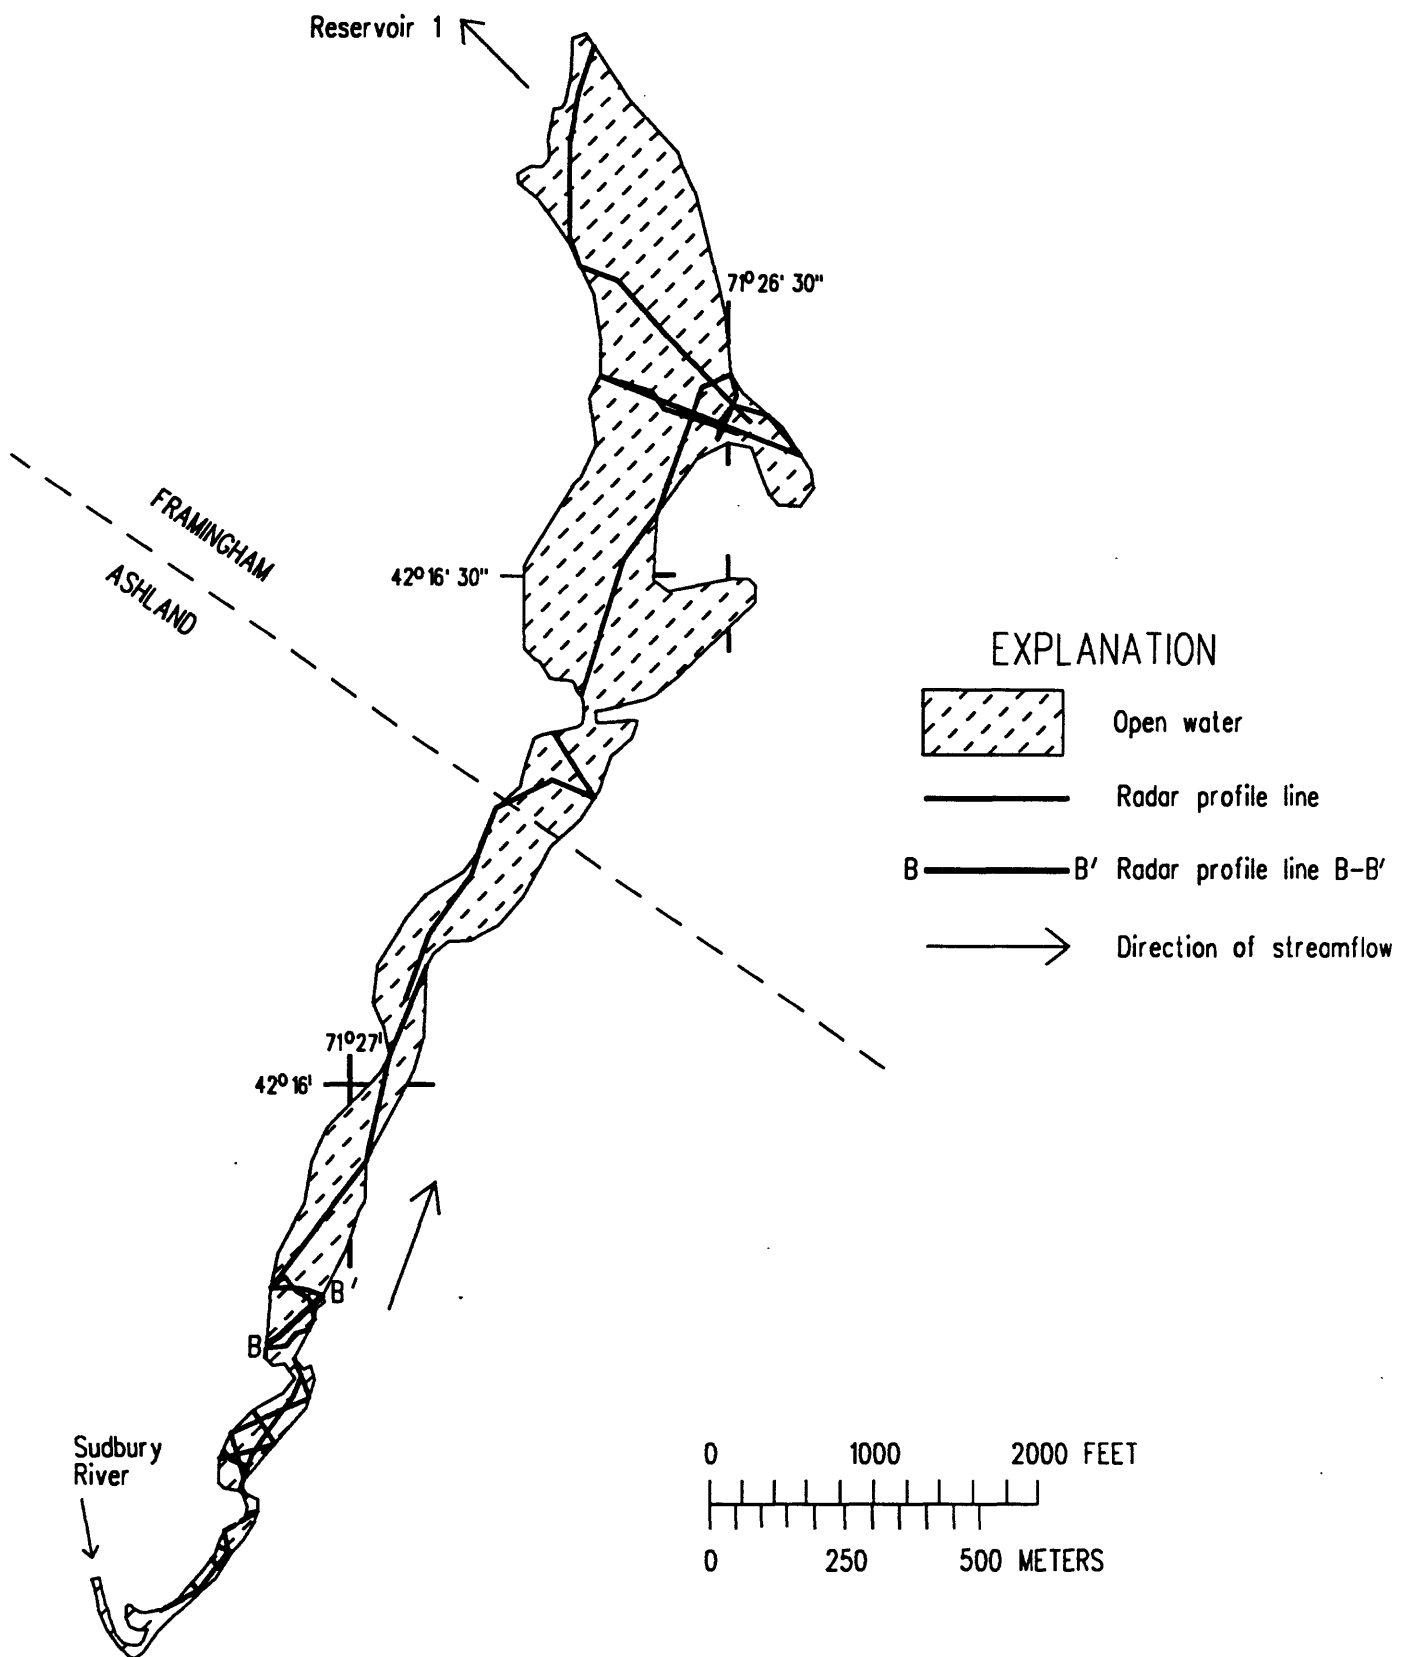 Reservoir 1
71° 26' 30"
FRAMINGHAM
ASHLAND
42° 16' 30"
EXPLANATION
Open water
Radar profile line
B B' Radar profile line B-B'
Direction of streamflow
71° 27'
42° 16'
B'
B
Sudbury
River
0 1000 2000 FEET
0 250 500 METERS